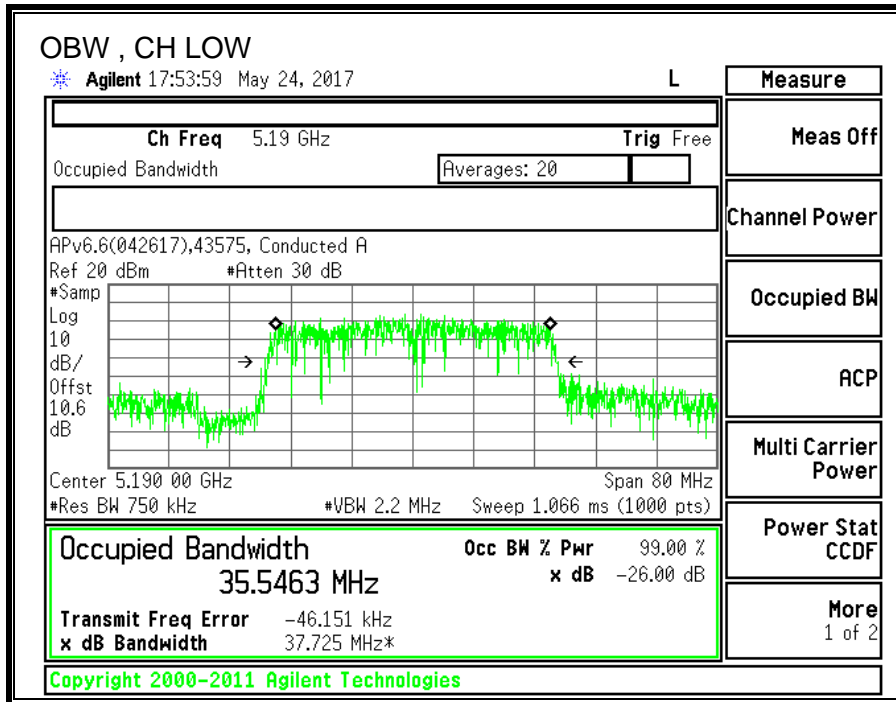 OBW , CH LOW
Agilent 17:53:59 May 24, 2017 L
Measure
Ch Freq 5.19 GHz Trig Free
Meas Off
Occupied Bandwidth Averages: 20
Channel Power
APv6.6(042617),43575, Conducted A
Ref 20 dBm #Atten 30 dB
#Samp
Log
10
dB/
Offst
10.6
dB
Occupied BW
ACP
Center 5.190 00 GHz Span 80 MHz
#Res BW 750 kHz #VBW 2.2 MHz Sweep 1.066 ms (1000 pts)
Multi Carrier
Power
Occupied Bandwidth Occ BW % Pwr 99.00 %
35.5463 MHz x dB -26.00 dB
Power Stat
CCDF
Transmit Freq Error -46.151 kHz
x dB Bandwidth 37.725 MHz*
More
1 of 2
Copyright 2000-2011 Agilent Technologies